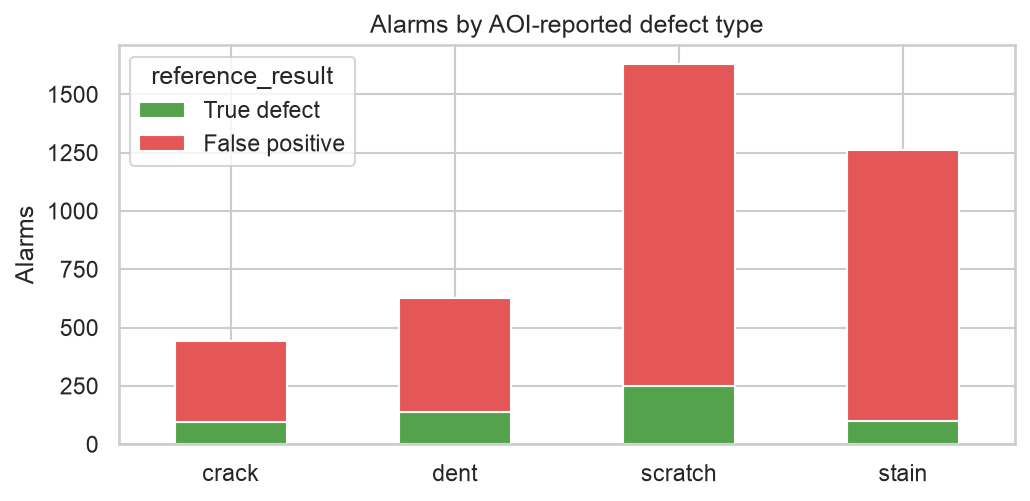 Alarms by AOI-reported defect type
reference_result
True defect
False positive
Alarms
1500
1250
1000
750
500
250
0
crack
dent
scratch
stain